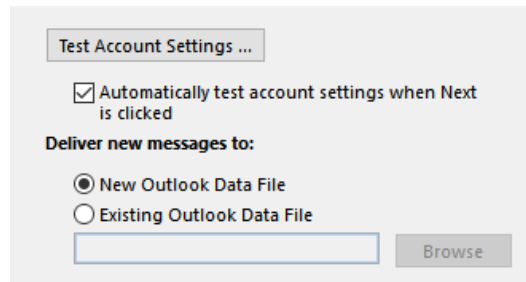 Test Account Settings ...
Automatically test account settings when Next
is clicked
Deliver new messages to:
New Outlook Data File
Existing Outlook Data File
Browse